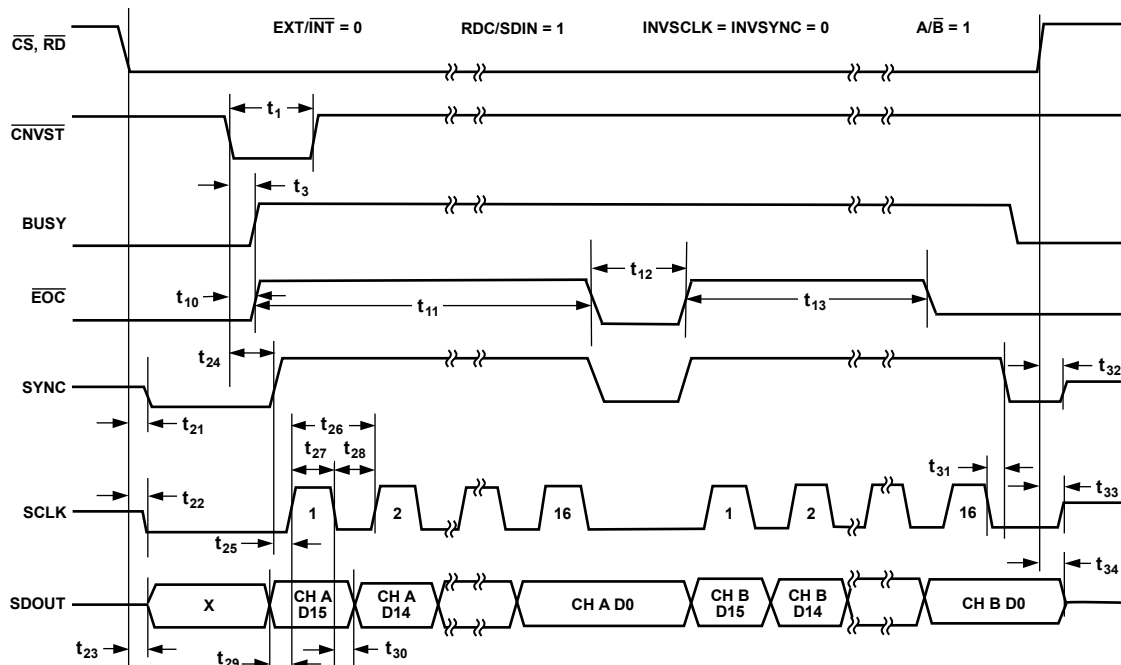 EXT/INT = 0 RDC/SDIN = 1 INVSCLK = INVSYNC = 0 A/B = 1
CS, RD
t1
CNVST
t3
BUSY
t12
t10
EOC
t11
t13
t24
SYNC
t32
t21
t26
t27 t28
t31
t22
t33
SCLK
1 2 16 1 2 16
t25
t34
SDOUT
X
CH A D15
CH A D14
CH A D0
CH B D15
CH B D14
CH B D0
t23
t29
t30